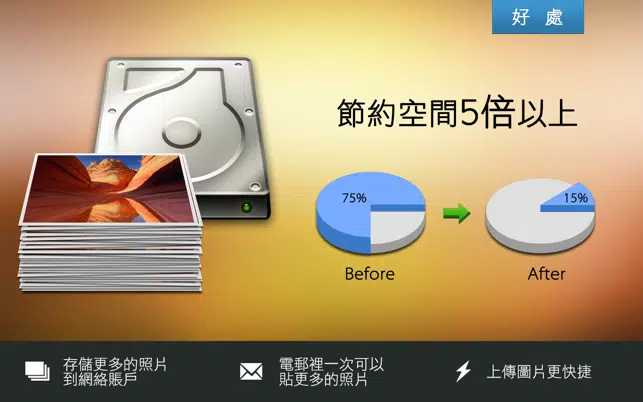 好 處
節約空間5倍以上
75%
15%
Before
After
存儲更多的照片
到網絡賬戶
電郵裡一次可以
貼更多的照片
上傳圖片更快捷